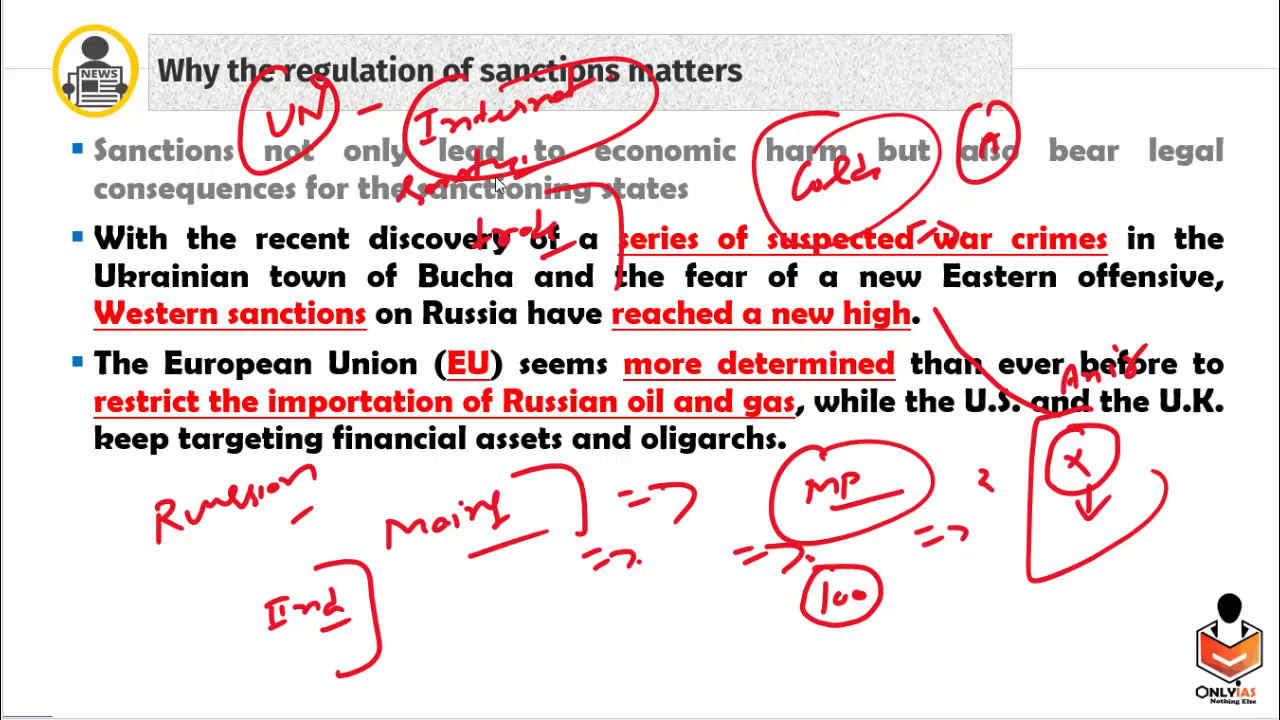 NEWS
Why the regulation of sanctions matters
UN - Internat
Sanctions not only lead to economic harm but also bear legal
consequences for the sanctioning states
Cold
With the recent discovery of a series of suspected war crimes in the
Ukrainian town of Bucha and the fear of a new Eastern offensive,
Western sanctions on Russia have reached a new high.
The European Union (EU) seems more determined than ever before to
restrict the importation of Russian oil and gas, while the U.S. and the U.K.
keep targeting financial assets and oligarchs.
MP
x
100
Ind
ONLYIAS
Nothing Else